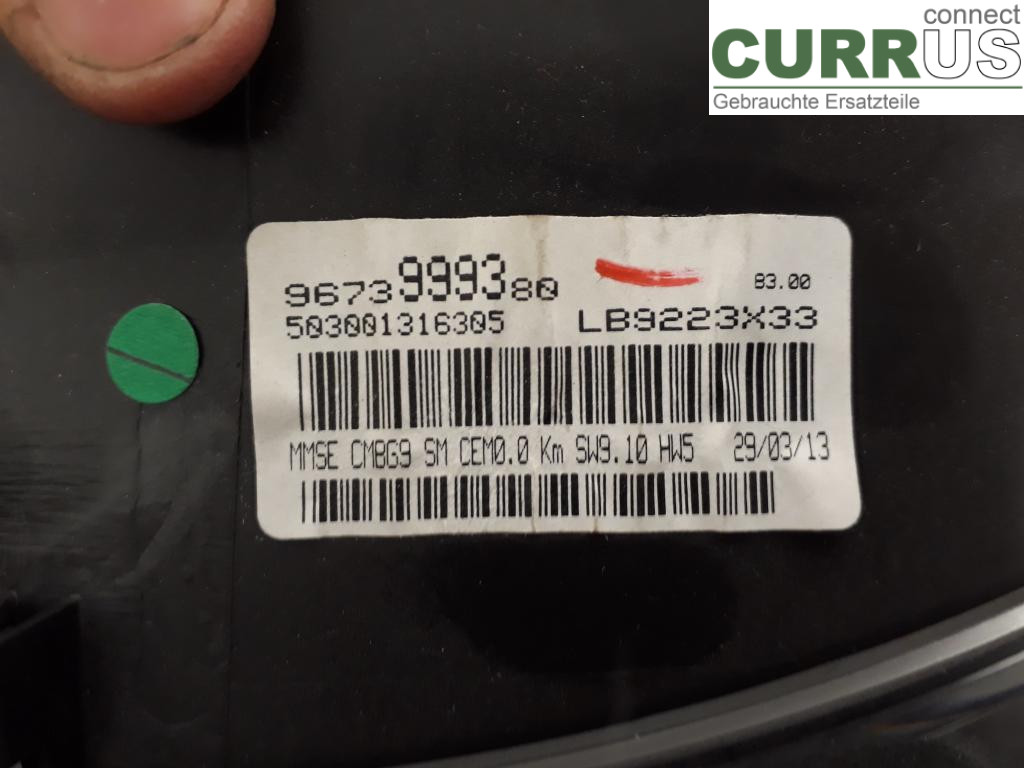 connect
CURRUS
Gebrauchte Ersatzteile
9673999380 B3.00
503001316305 LB9223X33
MMSE CMBG9 SM CEM0.0 Km SW9.10 HW5 29/03/13